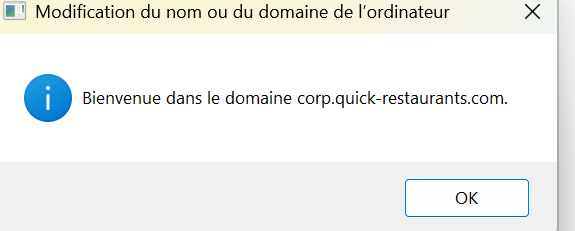 Modification du nom ou du domaine de l’ordinateur
Bienvenue dans le domaine corp.quick-restaurants.com.
OK